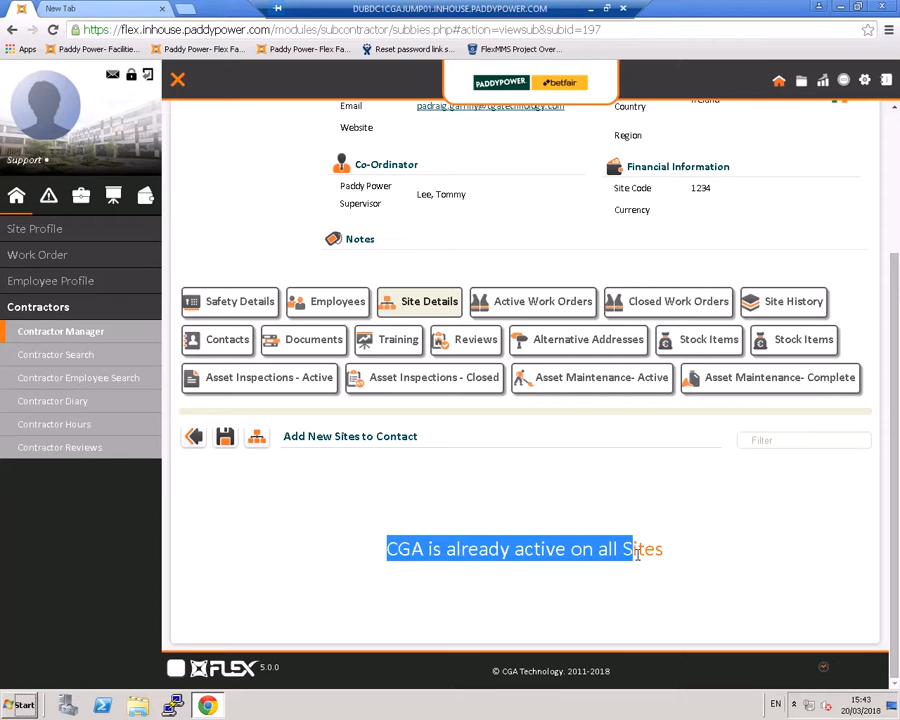 New Tab
DUBDC1CGAJUMP01.INHOUSE.PADDYPOWER.COM
https://flex.inhouse.paddypower.com/modules/subcontractor/subbies.php#action=viewsub&subid=197
Apps
Paddy Power- Facilitie...
Paddy Power- Flex Fa...
Paddy Power- Flex Fa...
Reset password link s...
FlexMMS Project Over...
PADDYPOWER
betfair
Support
Site Profile
Work Order
Employee Profile
Contractors
Contractor Manager
Contractor Search
Contractor Employee Search
Contractor Diary
Contractor Hours
Contractor Reviews
Email
Country
Ireland
Website
Region
Co-Ordinator
Financial Information
Paddy Power
Supervisor
Lee, Tommy
Site Code
1234
Currency
Notes
Safety Details
Employees
Site Details
Active Work Orders
Closed Work Orders
Site History
Contacts
Documents
Training
Reviews
Alternative Addresses
Stock Items
Stock Items
Asset Inspections - Active
Asset Inspections - Closed
Asset Maintenance- Active
Asset Maintenance- Complete
Add New Sites to Contact
Filter
CGA is already active on all Sites
FLEX
5.0.0
© CGA Technology. 2011-2018
Start
EN
15:43
20/03/2018